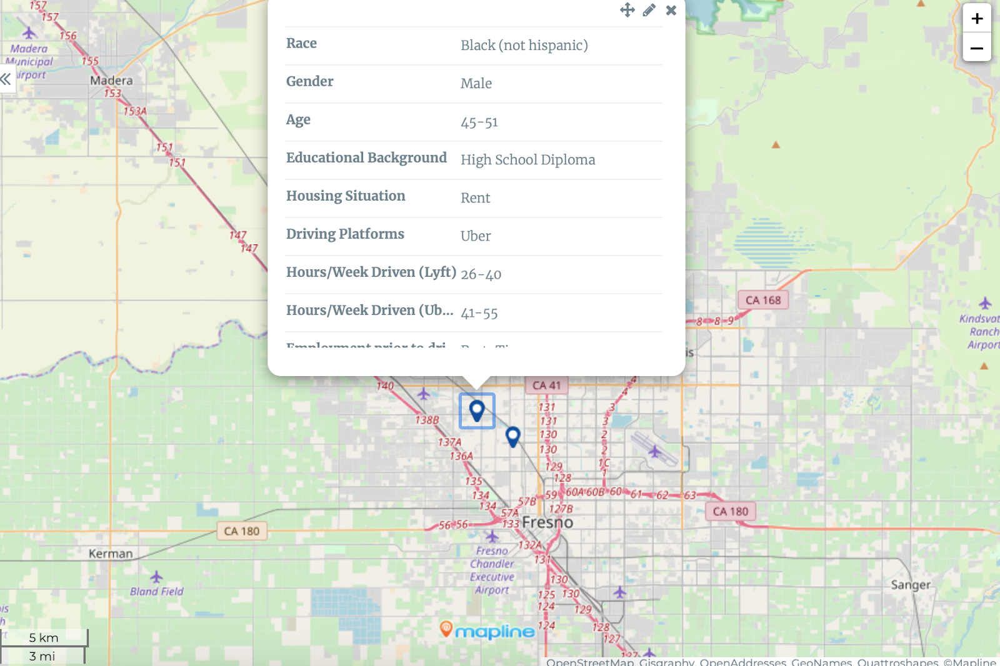 Race Black (not hispanic)
Gender Male
Age 45-51
Educational Background High School Diploma
Housing Situation Rent
Driving Platforms Uber
Hours/Week Driven (Lyft) 26-40
Hours/Week Driven (Ub... 41-55
Employment prior to dri
+
−
157
157
156
155
Madera
Municipal
Airport
Madera
153
153A
151
151
147
147
CA 168
8 8 9
Kindsvat
Ranch
Airport
is
140
CA 41
4
4
131
3
138B
131
3
130
2
137A
130
2
136A
129
1C
1
135
128
134
57B 59 60A 60B 60 61 62 63
134
57A
127B
CA 180
56 56
133
Fresno
CA 180
132A
Kerman
Fresno
Chandler
Executive
Airport
131
Bland Field
130
125 130
Sanger
124
129
124
128
127
127
mapline
5 km
3 mi
OpenStreetMap, Gisgraphy, OpenAddresses, GeoNames, Quattroshapes, ©Mapline